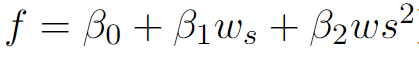 f = β₀ + β₁wₛ + β₂ws²